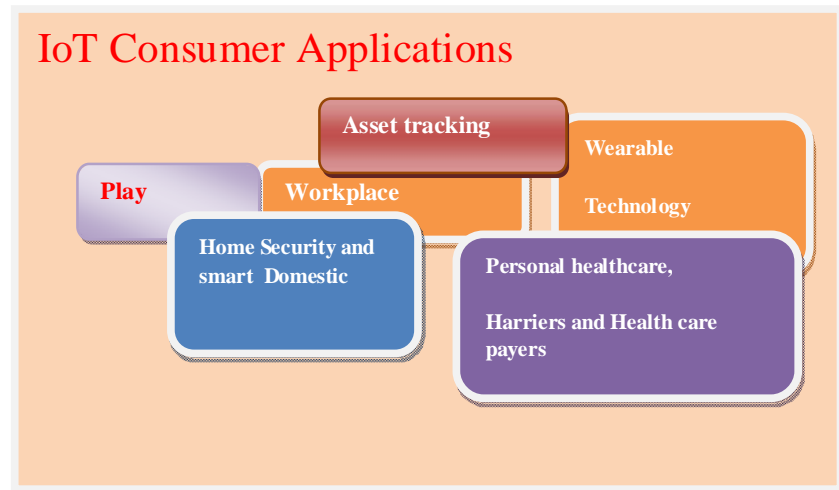 IoT Consumer Applications
Asset tracking
Wearable
Technology
Play
Workplace
Home Security and
smart Domestic
Personal healthcare,
Harriers and Health care
payers